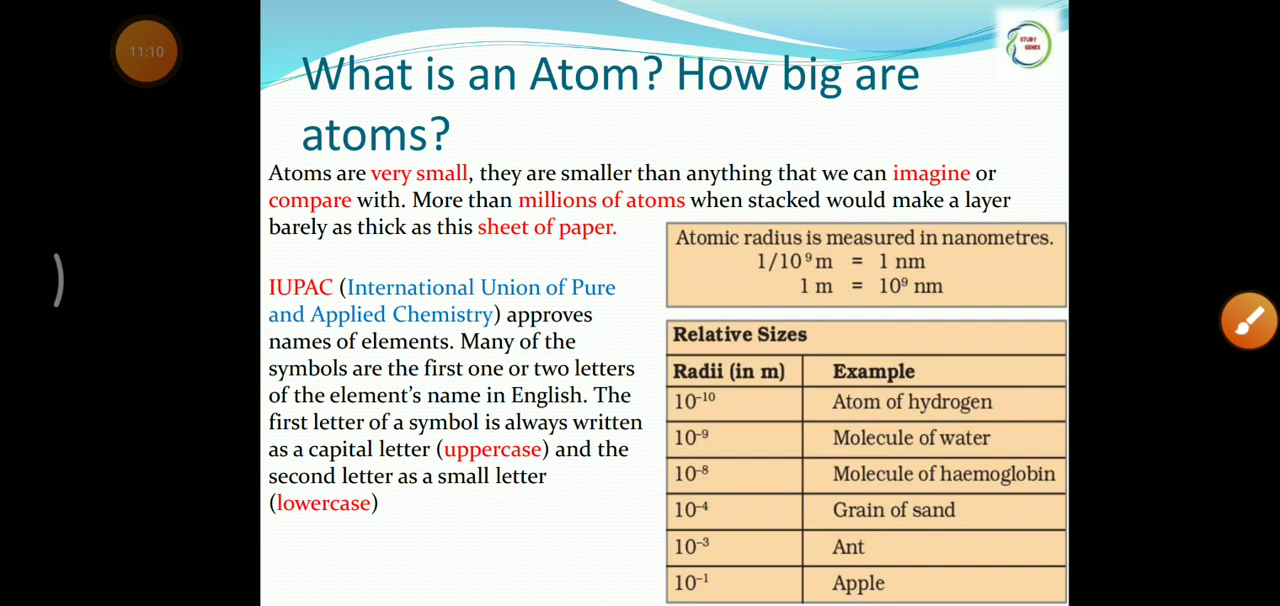 11:10
STUDY
GENES
What is an Atom? How big are
atoms?
Atoms are very small, they are smaller than anything that we can imagine or
compare with. More than millions of atoms when stacked would make a layer
barely as thick as this sheet of paper.
IUPAC (International Union of Pure
and Applied Chemistry) approves
names of elements. Many of the
symbols are the first one or two letters
of the element’s name in English. The
first letter of a symbol is always written
as a capital letter (uppercase) and the
second letter as a small letter
(lowercase)
Atomic radius is measured in nanometres.
1/10⁹ m = 1 nm
1 m = 10⁹ nm
Relative Sizes
Radii (in m) Example
10⁻¹⁰ Atom of hydrogen
10⁻⁹ Molecule of water
10⁻⁸ Molecule of haemoglobin
10⁻⁴ Grain of sand
10⁻³ Ant
10⁻¹ Apple